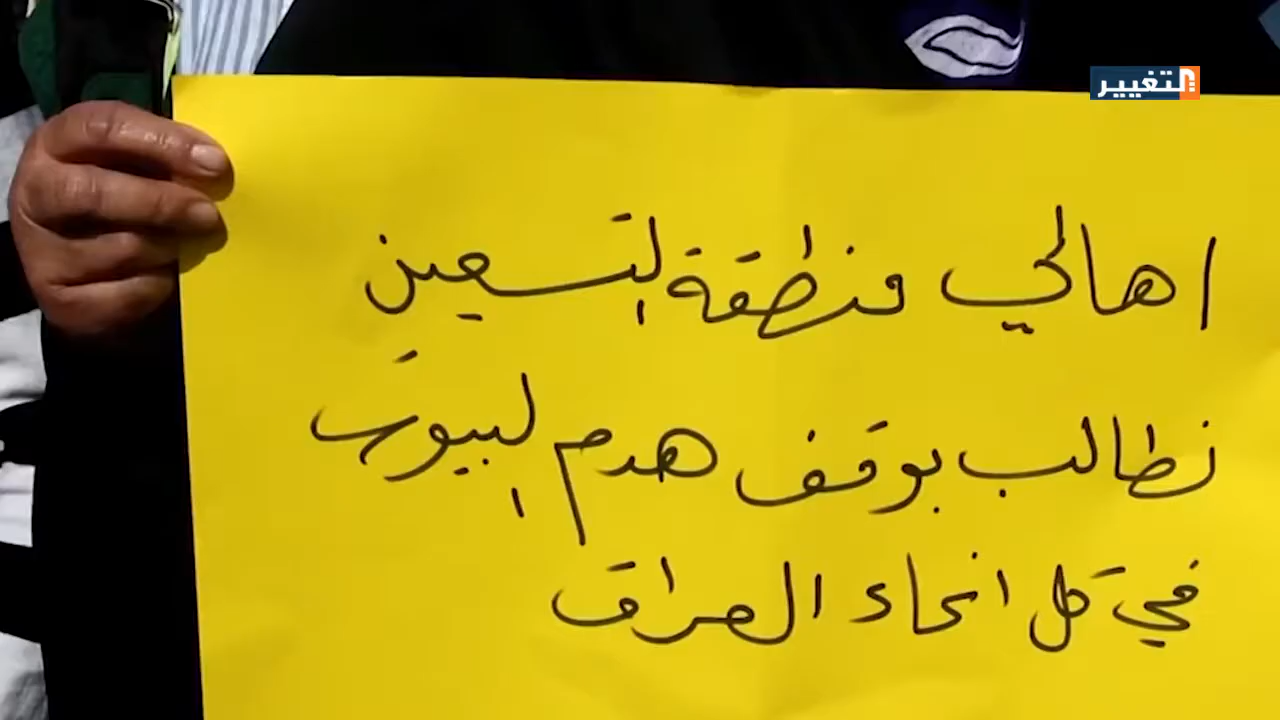 التغيير
اهالي منطقة التسعين
نطالب بوقف هدم البيوت
في كل انحاء العراق